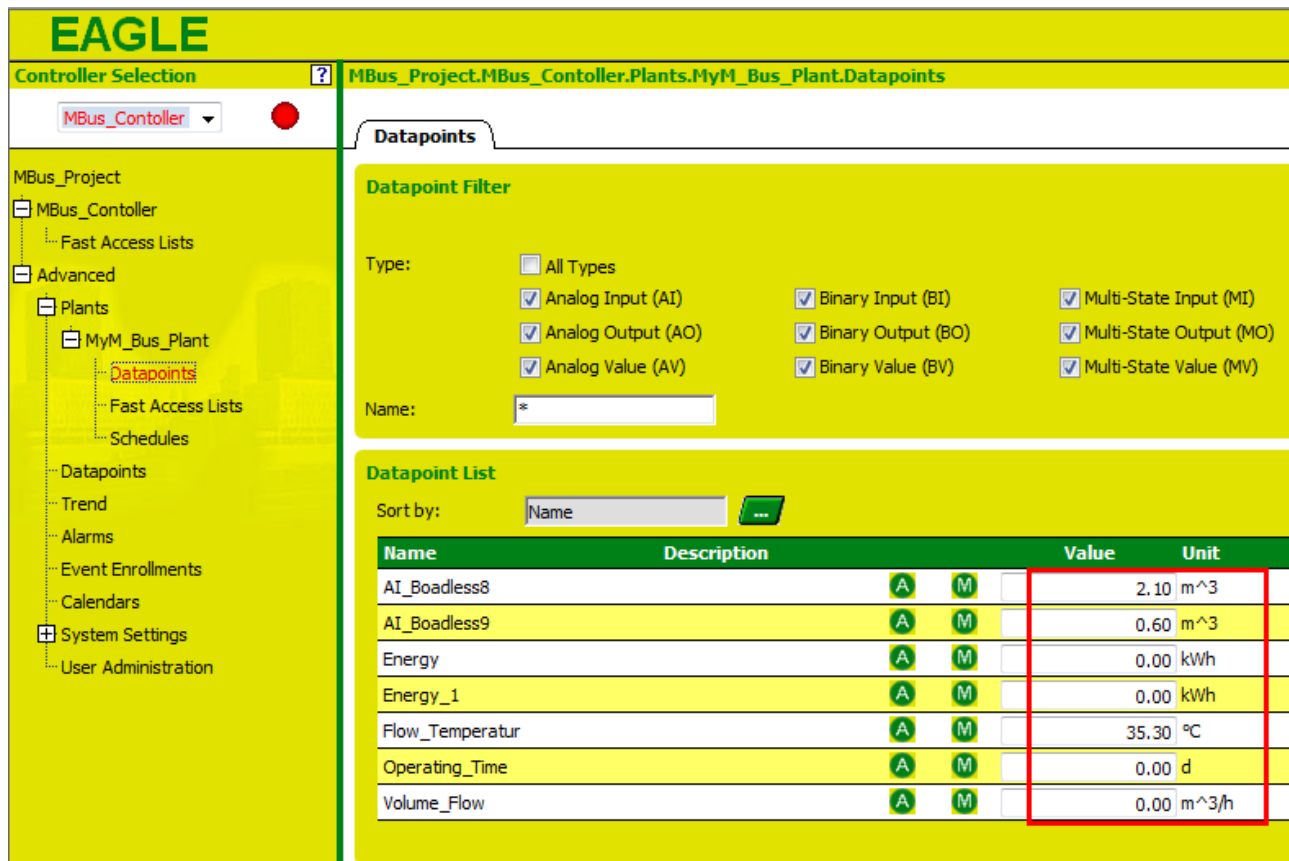 EAGLE
Controller Selection ?
MBus_Contoller
MBus_Project
MBus_Contoller
Fast Access Lists
Advanced
Plants
MyM_Bus_Plant
Datapoints
Fast Access Lists
Schedules
Datapoints
Trend
Alarms
Event Enrollments
Calendars
System Settings
User Administration
MBus_Project.MBus_Contoller.Plants.MyM_Bus_Plant.Datapoints
Datapoints
Datapoint Filter
Type: All Types
Analog Input (AI) Binary Input (BI) Multi-State Input (MI)
Analog Output (AO) Binary Output (BO) Multi-State Output (MO)
Analog Value (AV) Binary Value (BV) Multi-State Value (MV)
Name: *
Datapoint List
Sort by: Name ...
Name Description Value Unit
AI_Boadless8 A M 2.10 m^3
AI_Boadless9 A M 0.60 m^3
Energy A M 0.00 kWh
Energy_1 A M 0.00 kWh
Flow_Temperatur A M 35.30 °C
Operating_Time A M 0.00 d
Volume_Flow A M 0.00 m^3/h